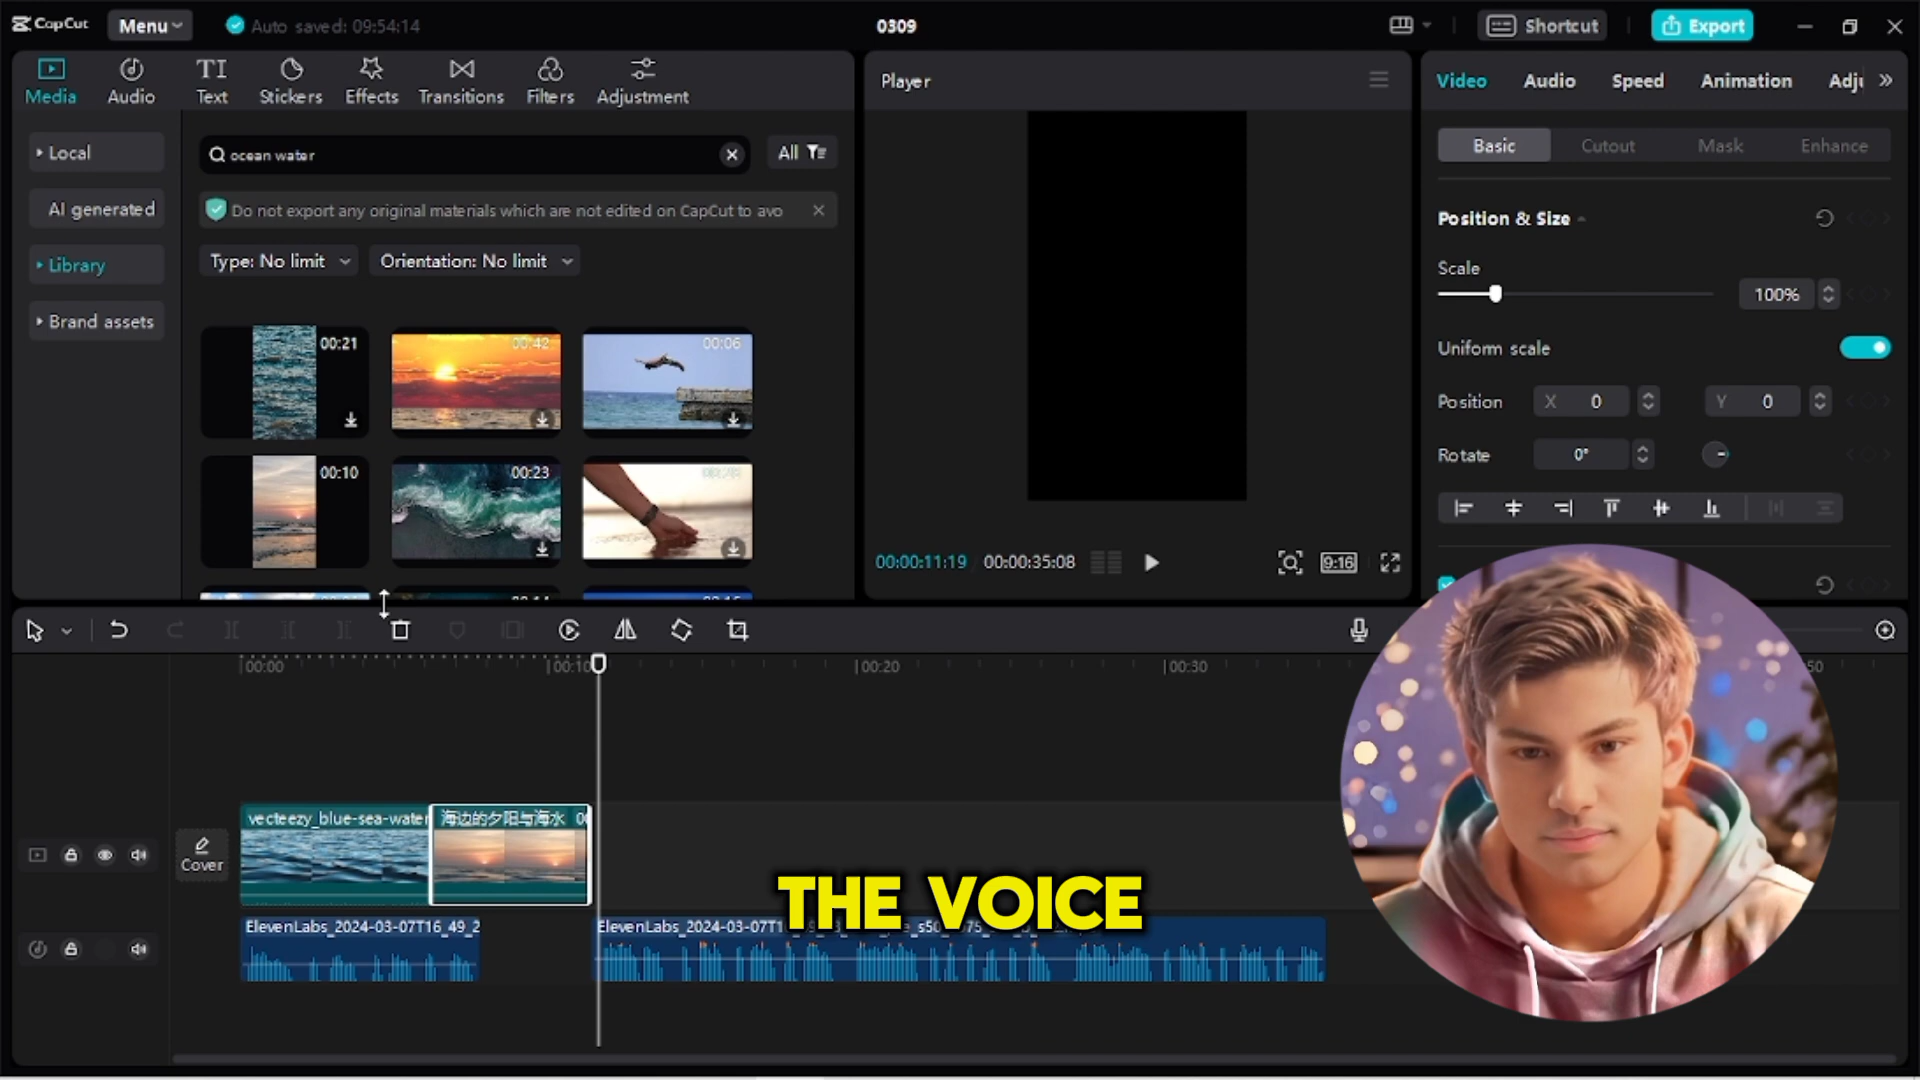 CapCut
Menu
Auto saved: 09:54:14
0309
Shortcut
Export
Media
Audio
Text
Stickers
Effects
Transitions
Filters
Adjustment
Local
AI generated
Library
Brand assets
ocean water
All
Do not export any original materials which are not edited on CapCut to avo
Type: No limit
Orientation: No limit
00:21
00:42
00:06
00:10
00:23
Player
00:00:11:19
00:00:35:08
9:16
Video
Audio
Speed
Animation
Adju
Basic
Cutout
Mask
Enhance
Position & Size
Scale
100%
Uniform scale
Position
X 0
Y 0
Rotate
0°
00:00
00:10
00:20
00:30
50
Cover
vecteezy_blue-sea-water
海边的夕阳与海水
ElevenLabs_2024-03-07T16_49_2
ElevenLabs_2024-03-07T1
THE VOICE